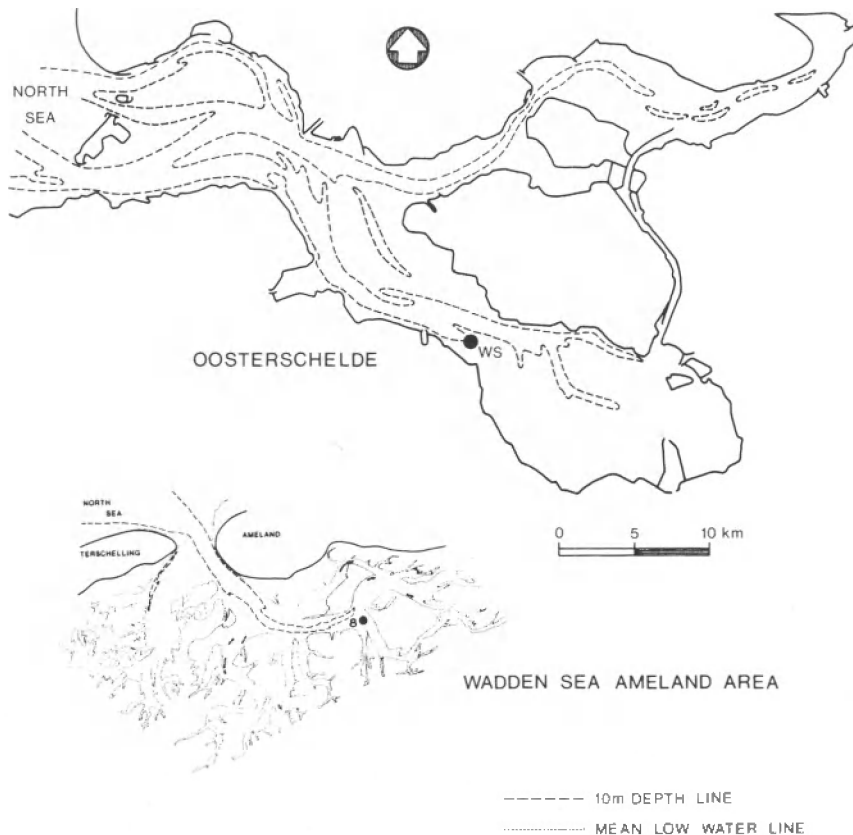 NORTH
SEA
WS
OOSTERSCHELDE
NORTH
SEA
AMELAND
TERSCHELLING
0 5 10 km
8
WADDEN SEA AMELAND AREA
10m DEPTH LINE
MEAN LOW WATER LINE